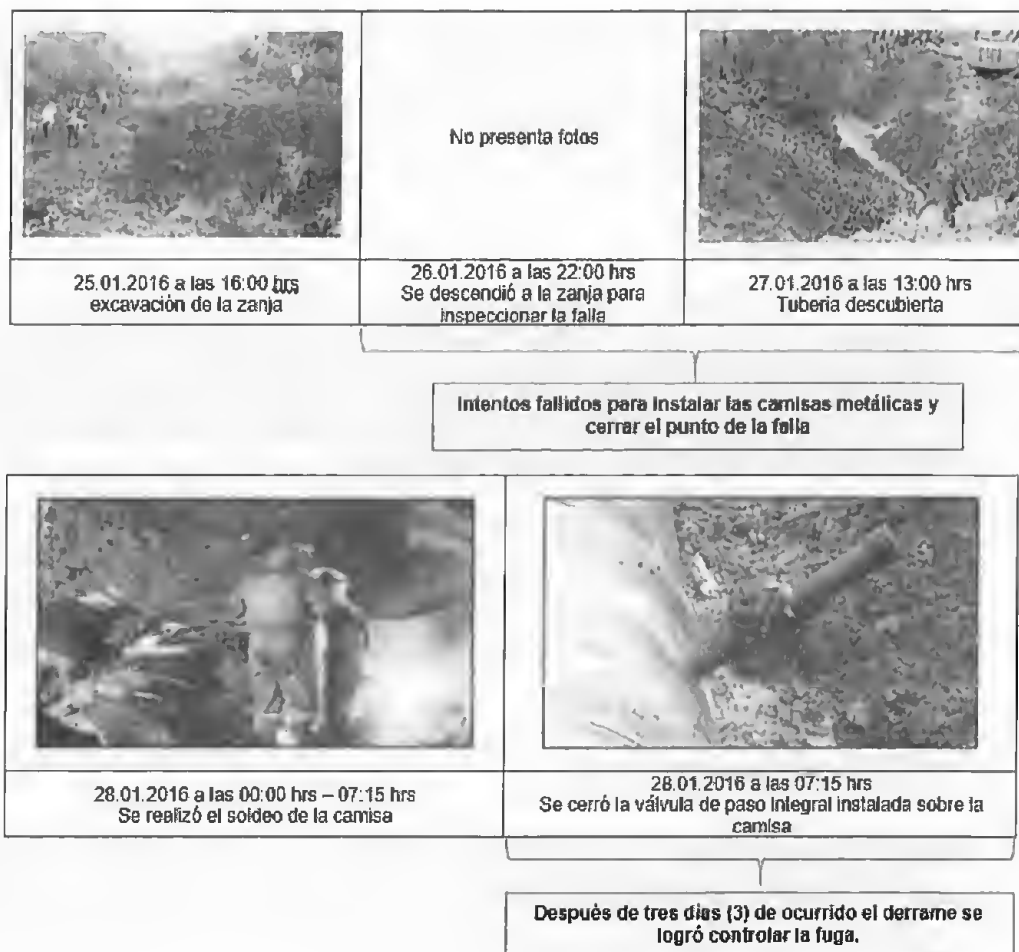 No presenta fotos
25.01.2016 a las 16:00 hrs
excavación de la zanja
26.01.2016 a las 22:00 hrs
Se descendió a la zanja para
inspeccionar la falla
27.01.2016 a las 13:00 hrs
Tubería descubierta
Intentos fallidos para instalar las camisas metálicas y
cerrar el punto de la falla
28.01.2016 a las 00:00 hrs – 07:15 hrs
Se realizó el soldeo de la camisa
28.01.2016 a las 07:15 hrs
Se cerró la válvula de paso integral instalada sobre la
camisa
Después de tres días (3) de ocurrido el derrame se
logró controlar la fuga.